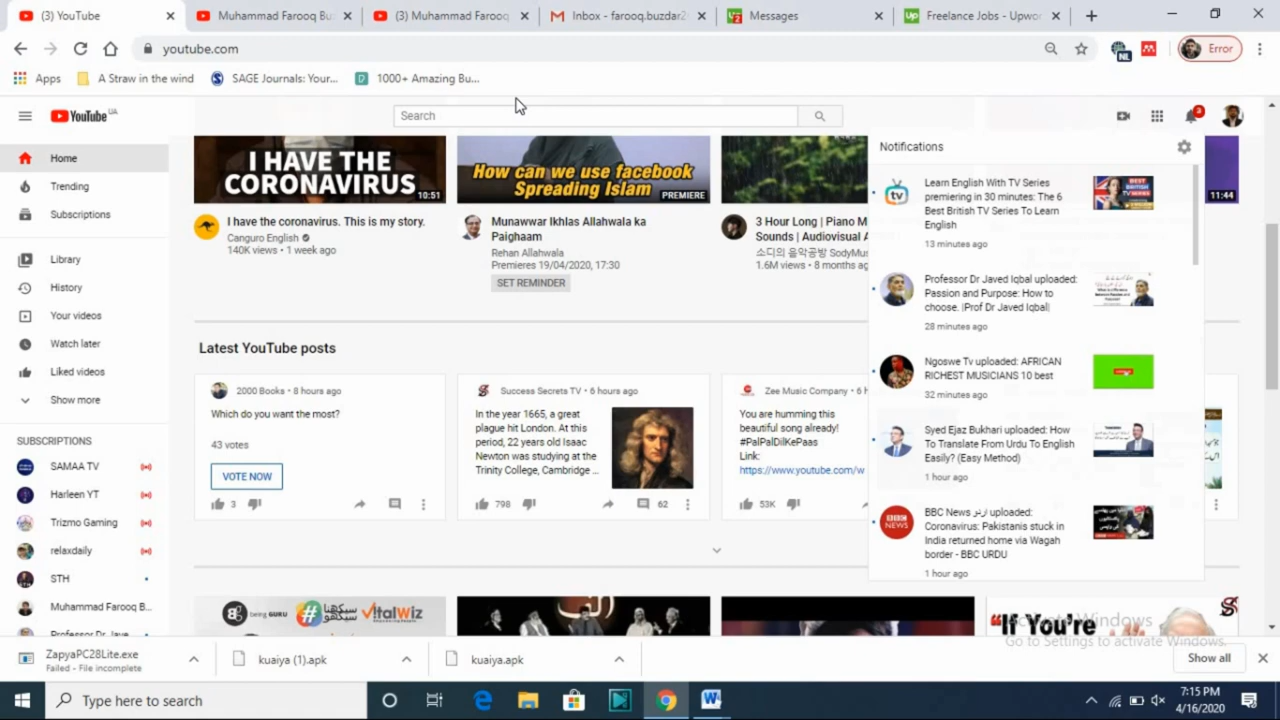 (3) YouTube
Muhammad Farooq Bu
(3) Muhammad Farooq
Inbox - farooq.buzdar2
Messages
Freelance Jobs - Upwo
youtube.com
NL
Error
Apps
A Straw in the wind
SAGE Journals: Your...
1000+ Amazing Bu...
YouTube UA
Search
3
Home
Trending
Subscriptions
Library
History
Your videos
Watch later
Liked videos
Show more
SUBSCRIPTIONS
SAMAA TV
Harleen YT
Trizmo Gaming
relaxdaily
STH
Muhammad Farooq B...
I HAVE THE
CORONAVIRUS
10:51
I have the coronavirus. This is my story.
Canguro English
140K views • 1 week ago
How can we use facebook
Spreading Islam
PREMIERE
Munawwar Ikhlas Allahwala ka
Paighaam
Rehan Allahwala
Premieres 19/04/2020, 17:30
SET REMINDER
3 Hour Long | Piano M
Sounds | Audiovisual
소디의 음악공방 SodyMus
1.6M views • 8 months ag
11:44
Latest YouTube posts
2000 Books • 8 hours ago
Which do you want the most?
43 votes
VOTE NOW
3
Success Secrets TV • 6 hours ago
In the year 1665, a great
plague hit London. At this
period, 22 years old Isaac
Newton was studying at the
Trinity College, Cambridge ...
798
62
Zee Music Company • 6 h
You are humming this
beautiful song already!
#PalPalDilKePaas
Link:
https://www.youtube.com/w
53K
Notifications
Learn English With TV Series
premiering in 30 minutes: The 6
Best British TV Series To Learn
English
13 minutes ago
Professor Dr Javed Iqbal uploaded:
Passion and Purpose: How to
choose. |Prof Dr Javed Iqbal|
28 minutes ago
Ngoswe Tv uploaded: AFRICAN
RICHEST MUSICIANS 10 best
32 minutes ago
Syed Ejaz Bukhari uploaded: How
To Translate From Urdu To English
Easily? (Easy Method)
1 hour ago
BBC News اردو uploaded:
Coronavirus: Pakistanis stuck in
India returned home via Wagah
border - BBC URDU
1 hour ago
being GURU
سیکھنا
سیکھاؤ
VitalWiz
"If You're
Activate Windows
Go to Settings to activate Windows.
ZapyaPC28Lite.exe
Failed - File incomplete
kuaiya (1).apk
kuaiya.apk
Show all
Type here to search
7:15 PM
4/16/2020